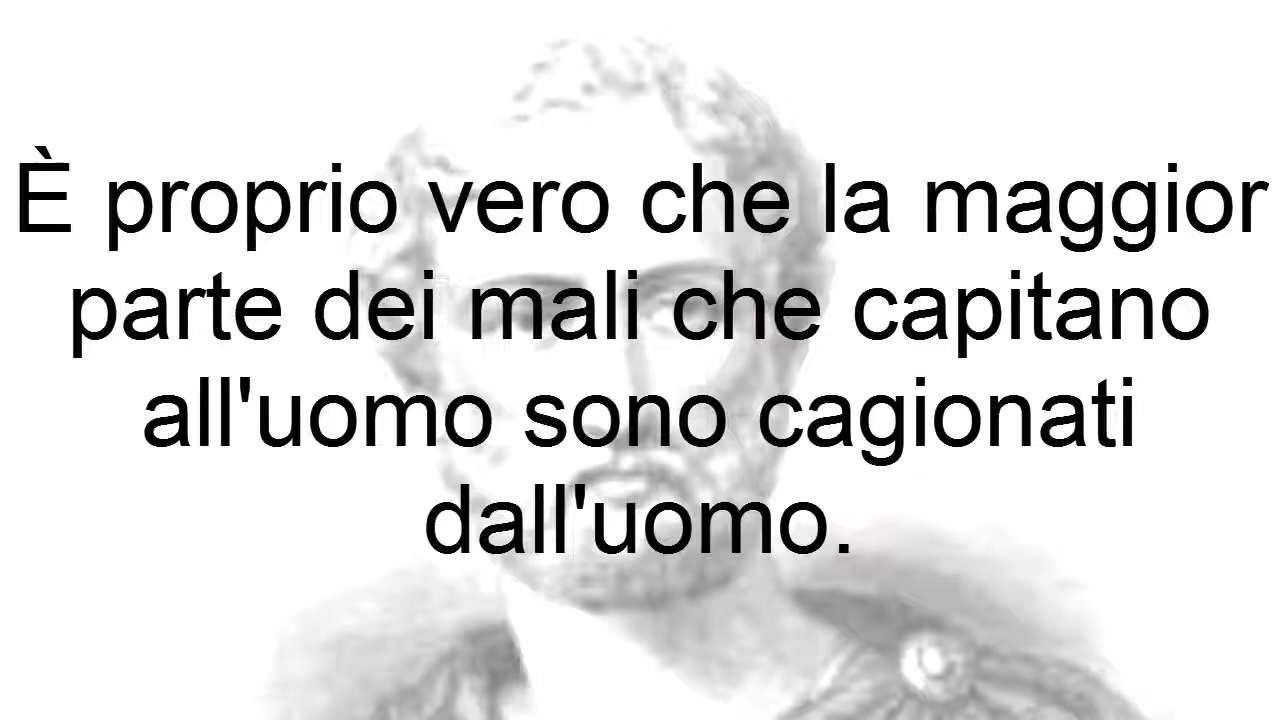 È proprio vero che la maggior
parte dei mali che capitano
all'uomo sono cagionati
dall'uomo.